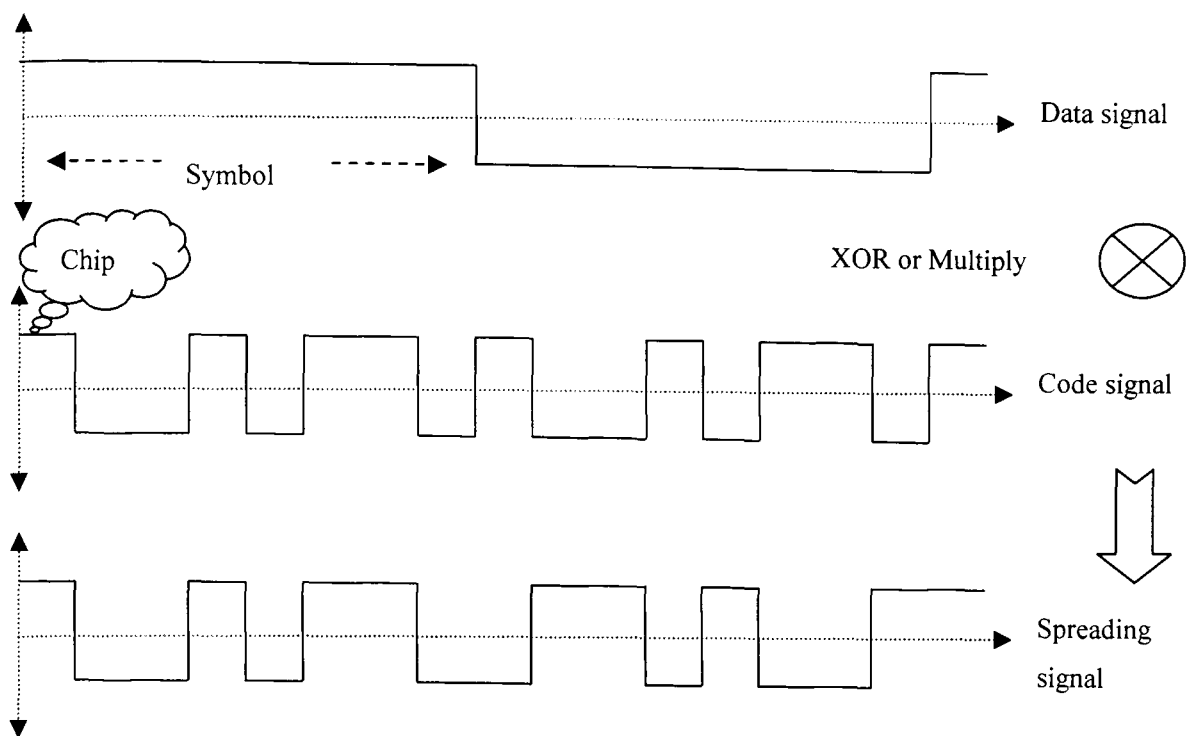 Data signal
Symbol
Chip
XOR or Multiply
Code signal
Spreading
signal